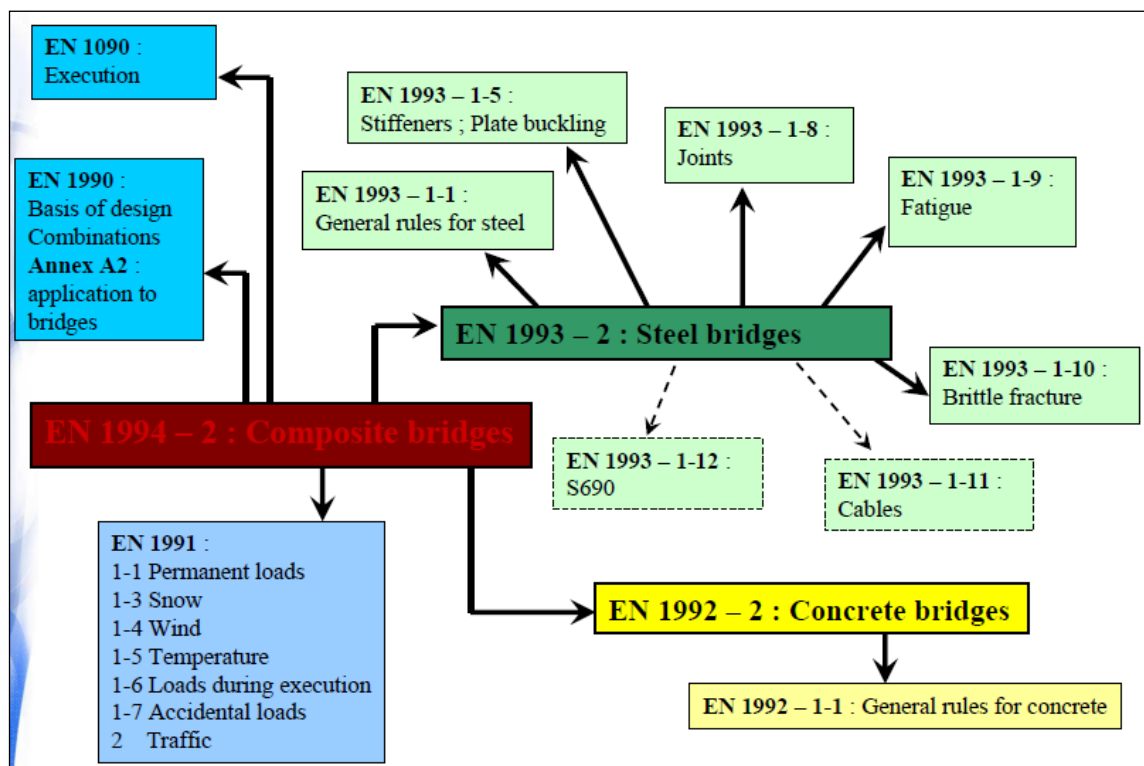 EN 1090 :
Execution
EN 1993 – 1-5 :
Stiffeners ; Plate buckling
EN 1993 – 1-8 :
Joints
EN 1990 :
Basis of design
Combinations
Annex A2 :
application to
bridges
EN 1993 – 1-1 :
General rules for steel
EN 1993 – 1-9 :
Fatigue
EN 1993 – 2 : Steel bridges
EN 1993 – 1-10 :
Brittle fracture
EN 1994 – 2 : Composite bridges
EN 1993 – 1-12 :
S690
EN 1993 – 1-11 :
Cables
EN 1991 :
1-1 Permanent loads
1-3 Snow
1-4 Wind
1-5 Temperature
1-6 Loads during execution
1-7 Accidental loads
2 Traffic
EN 1992 – 2 : Concrete bridges
EN 1992 – 1-1 : General rules for concrete